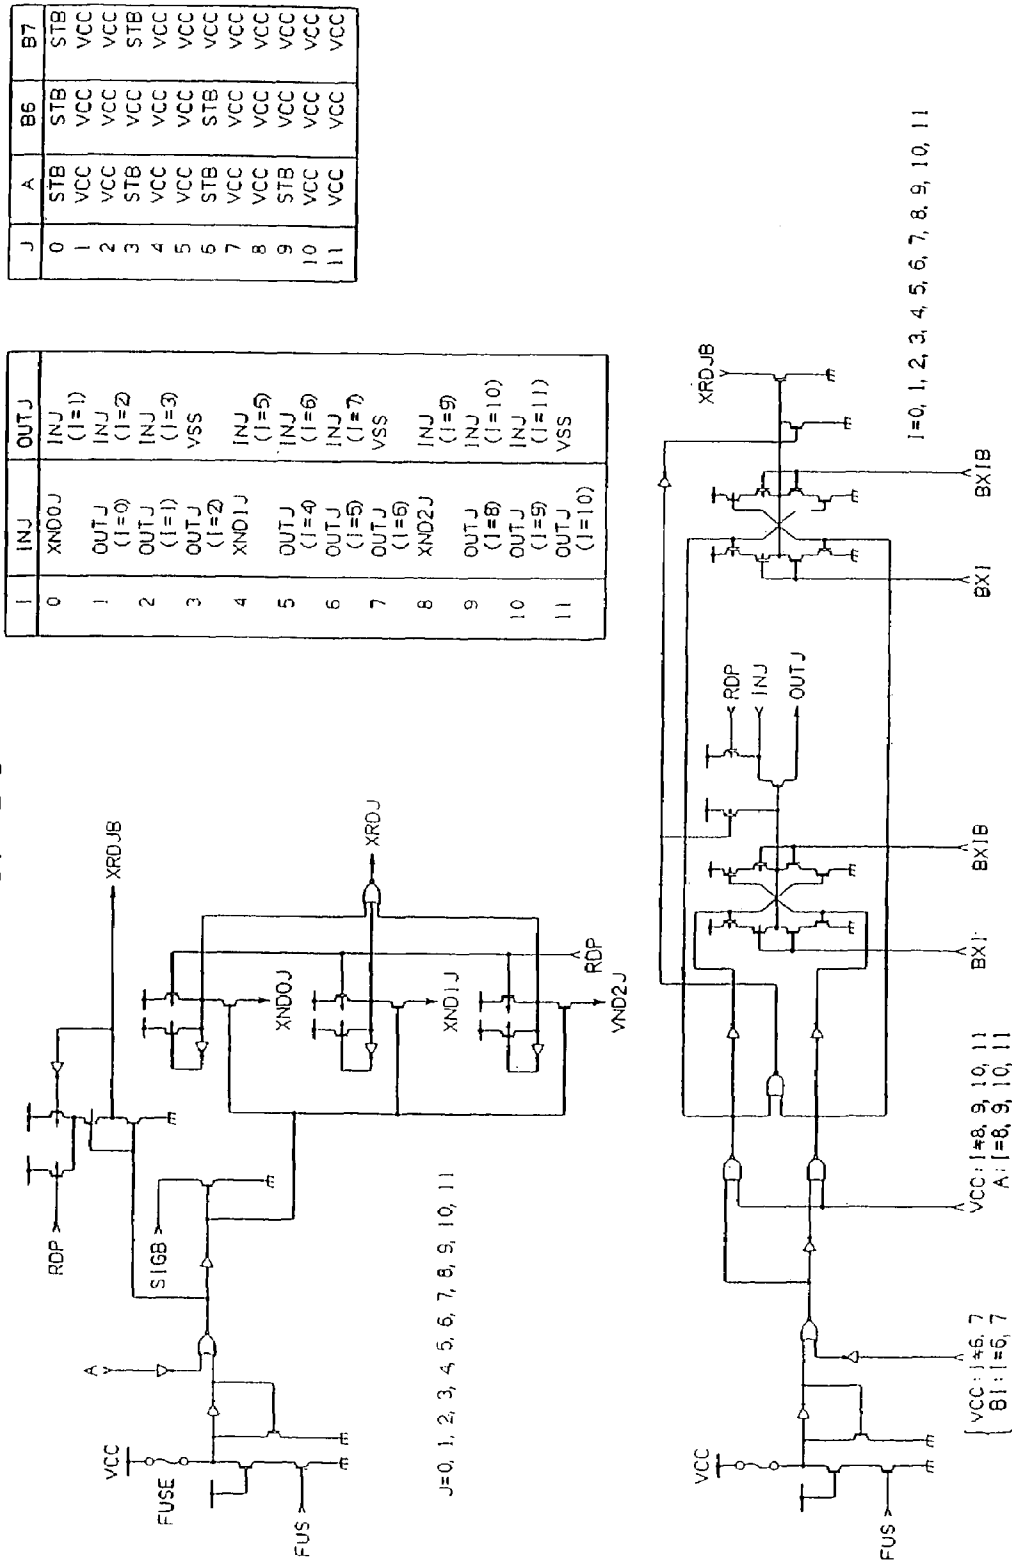 FUS
FUSE
VCC
A
RDP
SIGB
XRDJB
XND0J
XND1J
VND2J
RDP
XRDJ
J=0, 1, 2, 3, 4, 5, 6, 7, 8, 9, 10, 11
I INJ OUTJ
0 XND0J INJ (I=1)
1 OUTJ (I=0) INJ (I=2)
2 OUTJ (I=1) INJ (I=3)
3 OUTJ (I=2) VSS
4 XND1J INJ (I=5)
5 OUTJ (I=4) INJ (I=6)
6 OUTJ (I=5) INJ (I=7)
7 OUTJ (I=6) VSS
8 XND2J INJ (I=9)
9 OUTJ (I=8) INJ (I=10)
10 OUTJ (I=9) INJ (I=11)
11 OUTJ (I=10) VSS
J A B6 B7
0 STB STB STB
1 VCC VCC VCC
2 VCC VCC VCC
3 STB VCC STB
4 VCC VCC VCC
5 VCC VCC VCC
6 STB STB VCC
7 VCC VCC VCC
8 VCC VCC VCC
9 STB VCC VCC
10 VCC VCC VCC
11 VCC VCC VCC
FUS
VCC
VCC: I≠6, 7
BI: I=6, 7
VCC: I≠8, 9, 10, 11
A: I=8, 9, 10, 11
BXI
BXIB
RDP
INJ
OUTJ
BXI
BXIB
XRDJB
I=0, 1, 2, 3, 4, 5, 6, 7, 8, 9, 10, 11